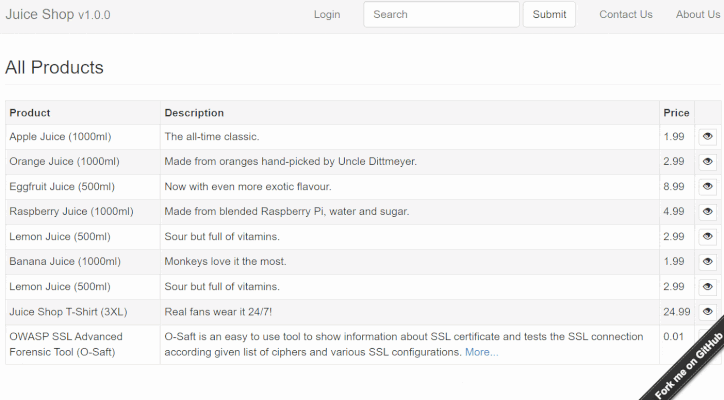 Juice Shop v1.0.0 Login Search Submit Contact Us About Us
All Products
Product Description Price
Apple Juice (1000ml) The all-time classic. 1.99
Orange Juice (1000ml) Made from oranges hand-picked by Uncle Dittmeyer. 2.99
Eggfruit Juice (500ml) Now with even more exotic flavour. 8.99
Raspberry Juice (1000ml) Made from blended Raspberry Pi, water and sugar. 4.99
Lemon Juice (500ml) Sour but full of vitamins. 2.99
Banana Juice (1000ml) Monkeys love it the most. 1.99
Lemon Juice (500ml) Sour but full of vitamins. 2.99
Juice Shop T-Shirt (3XL) Real fans wear it 24/7! 24.99
OWASP SSL Advanced O-Saft is an easy to use tool to show information about SSL certificate and tests the SSL connection 0.01
Forensic Tool (O-Saft) according given list of ciphers and various SSL configurations. More...
Fork me on GitHub